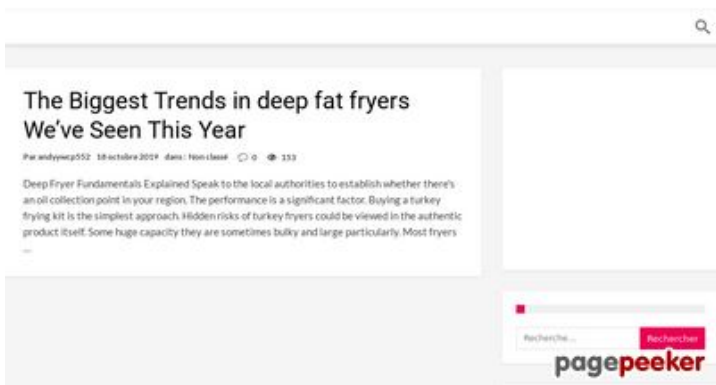 The Biggest Trends in deep fat fryers
We've Seen This Year
Par andyywcp552 18 octobre 2019 dans : Non classé 0 153
Deep Fryer Fundamentals Explained Speak to the local authorities to establish whether there's
an oil collection point in your region. The performance is a significant factor. Buying a turkey
frying kit is the simplest approach. Hidden risks of turkey fryers could be viewed in the authentic
product itself. Some huge capacity they are sometimes bulky and large particularly. Most fryers
...
Recherche...
Rechercher
pagepeeker